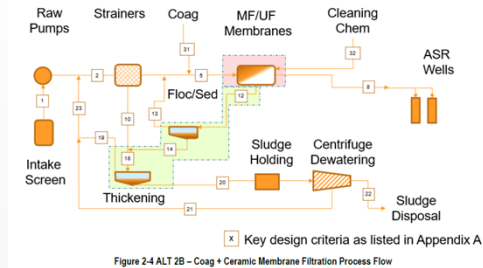 Raw
Pumps
Strainers
Coag
MF/UF
Membranes
Cleaning
Chem
31
32
ASR
Wells
2
5
8
Floc/Sed
12
1
23
10
13
19
14
18
Intake
Screen
Thickening
Sludge
Holding
Centrifuge
Dewatering
20
22
21
Sludge
Disposal
X Key design criteria as listed in Appendix A
Figure 2-4 ALT 2B – Coag + Ceramic Membrane Filtration Process Flow